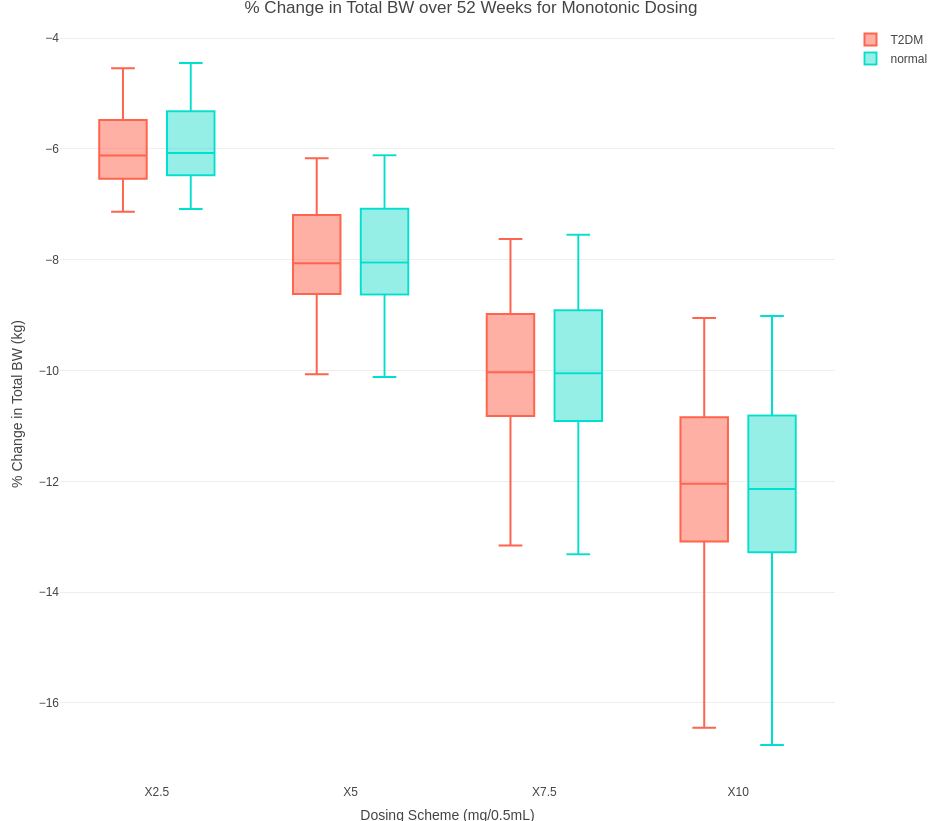 % Change in Total BW over 52 Weeks for Monotonic Dosing
T2DM
normal
% Change in Total BW (kg)
−4
−6
−8
−10
−12
−14
−16
X2.5
X5
X7.5
X10
Dosing Scheme (mg/0.5mL)